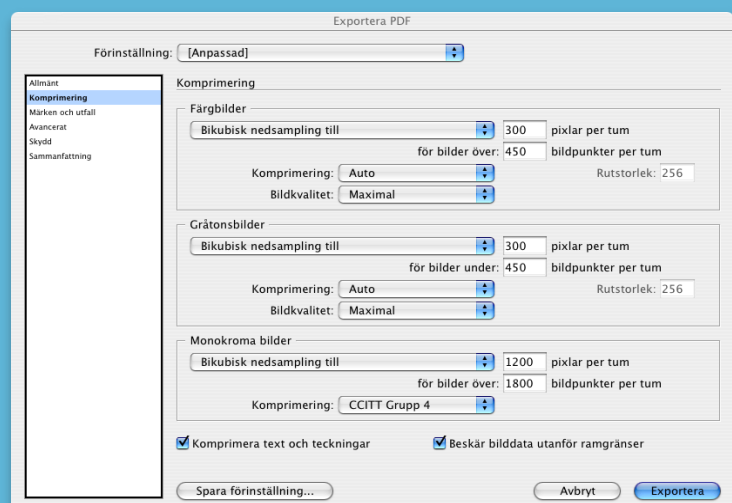 Exportera PDF
Förinställning: [Anpassad]
Allmänt
Komprimering
Märken och utfall
Avancerat
Skydd
Sammanfattning
Komprimering
Färgbilder
Bikubisk nedsampling till 300 pixlar per tum
för bilder över: 450 bildpunkter per tum
Komprimering: Auto Rutstorlek: 256
Bildkvalitet: Maximal
Gråtonsbilder
Bikubisk nedsampling till 300 pixlar per tum
för bilder under: 450 bildpunkter per tum
Komprimering: Auto Rutstorlek: 256
Bildkvalitet: Maximal
Monokroma bilder
Bikubisk nedsampling till 1200 pixlar per tum
för bilder över: 1800 bildpunkter per tum
Komprimering: CCITT Grupp 4
Komprimera text och teckningar Beskär bilddata utanför ramgränser
Spara förinställning... Avbryt Exportera